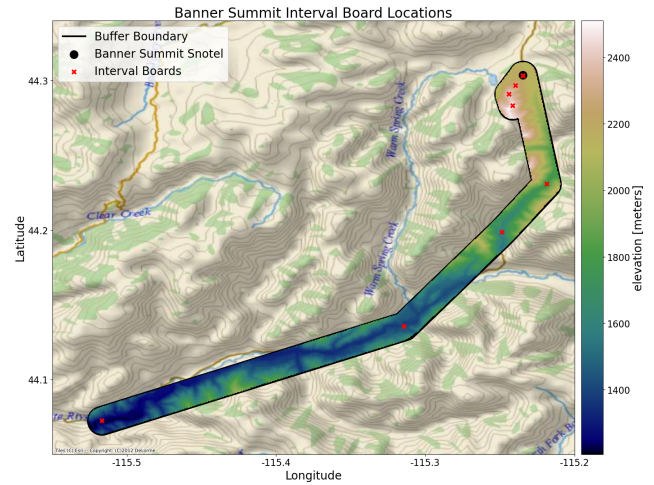 Banner Summit Interval Board Locations
Buffer Boundary
Banner Summit Snotel
Interval Boards
44.3
44.2
44.1
Latitude
-115.5
-115.4
-115.3
-115.2
Longitude
Warm Spring Creek
Clear Creek
Warm Spring Creek
Tiles (C) Esri -- Copyright: (C)2012 DeLorme
2400
2200
2000
1800
1600
1400
elevation [meters]